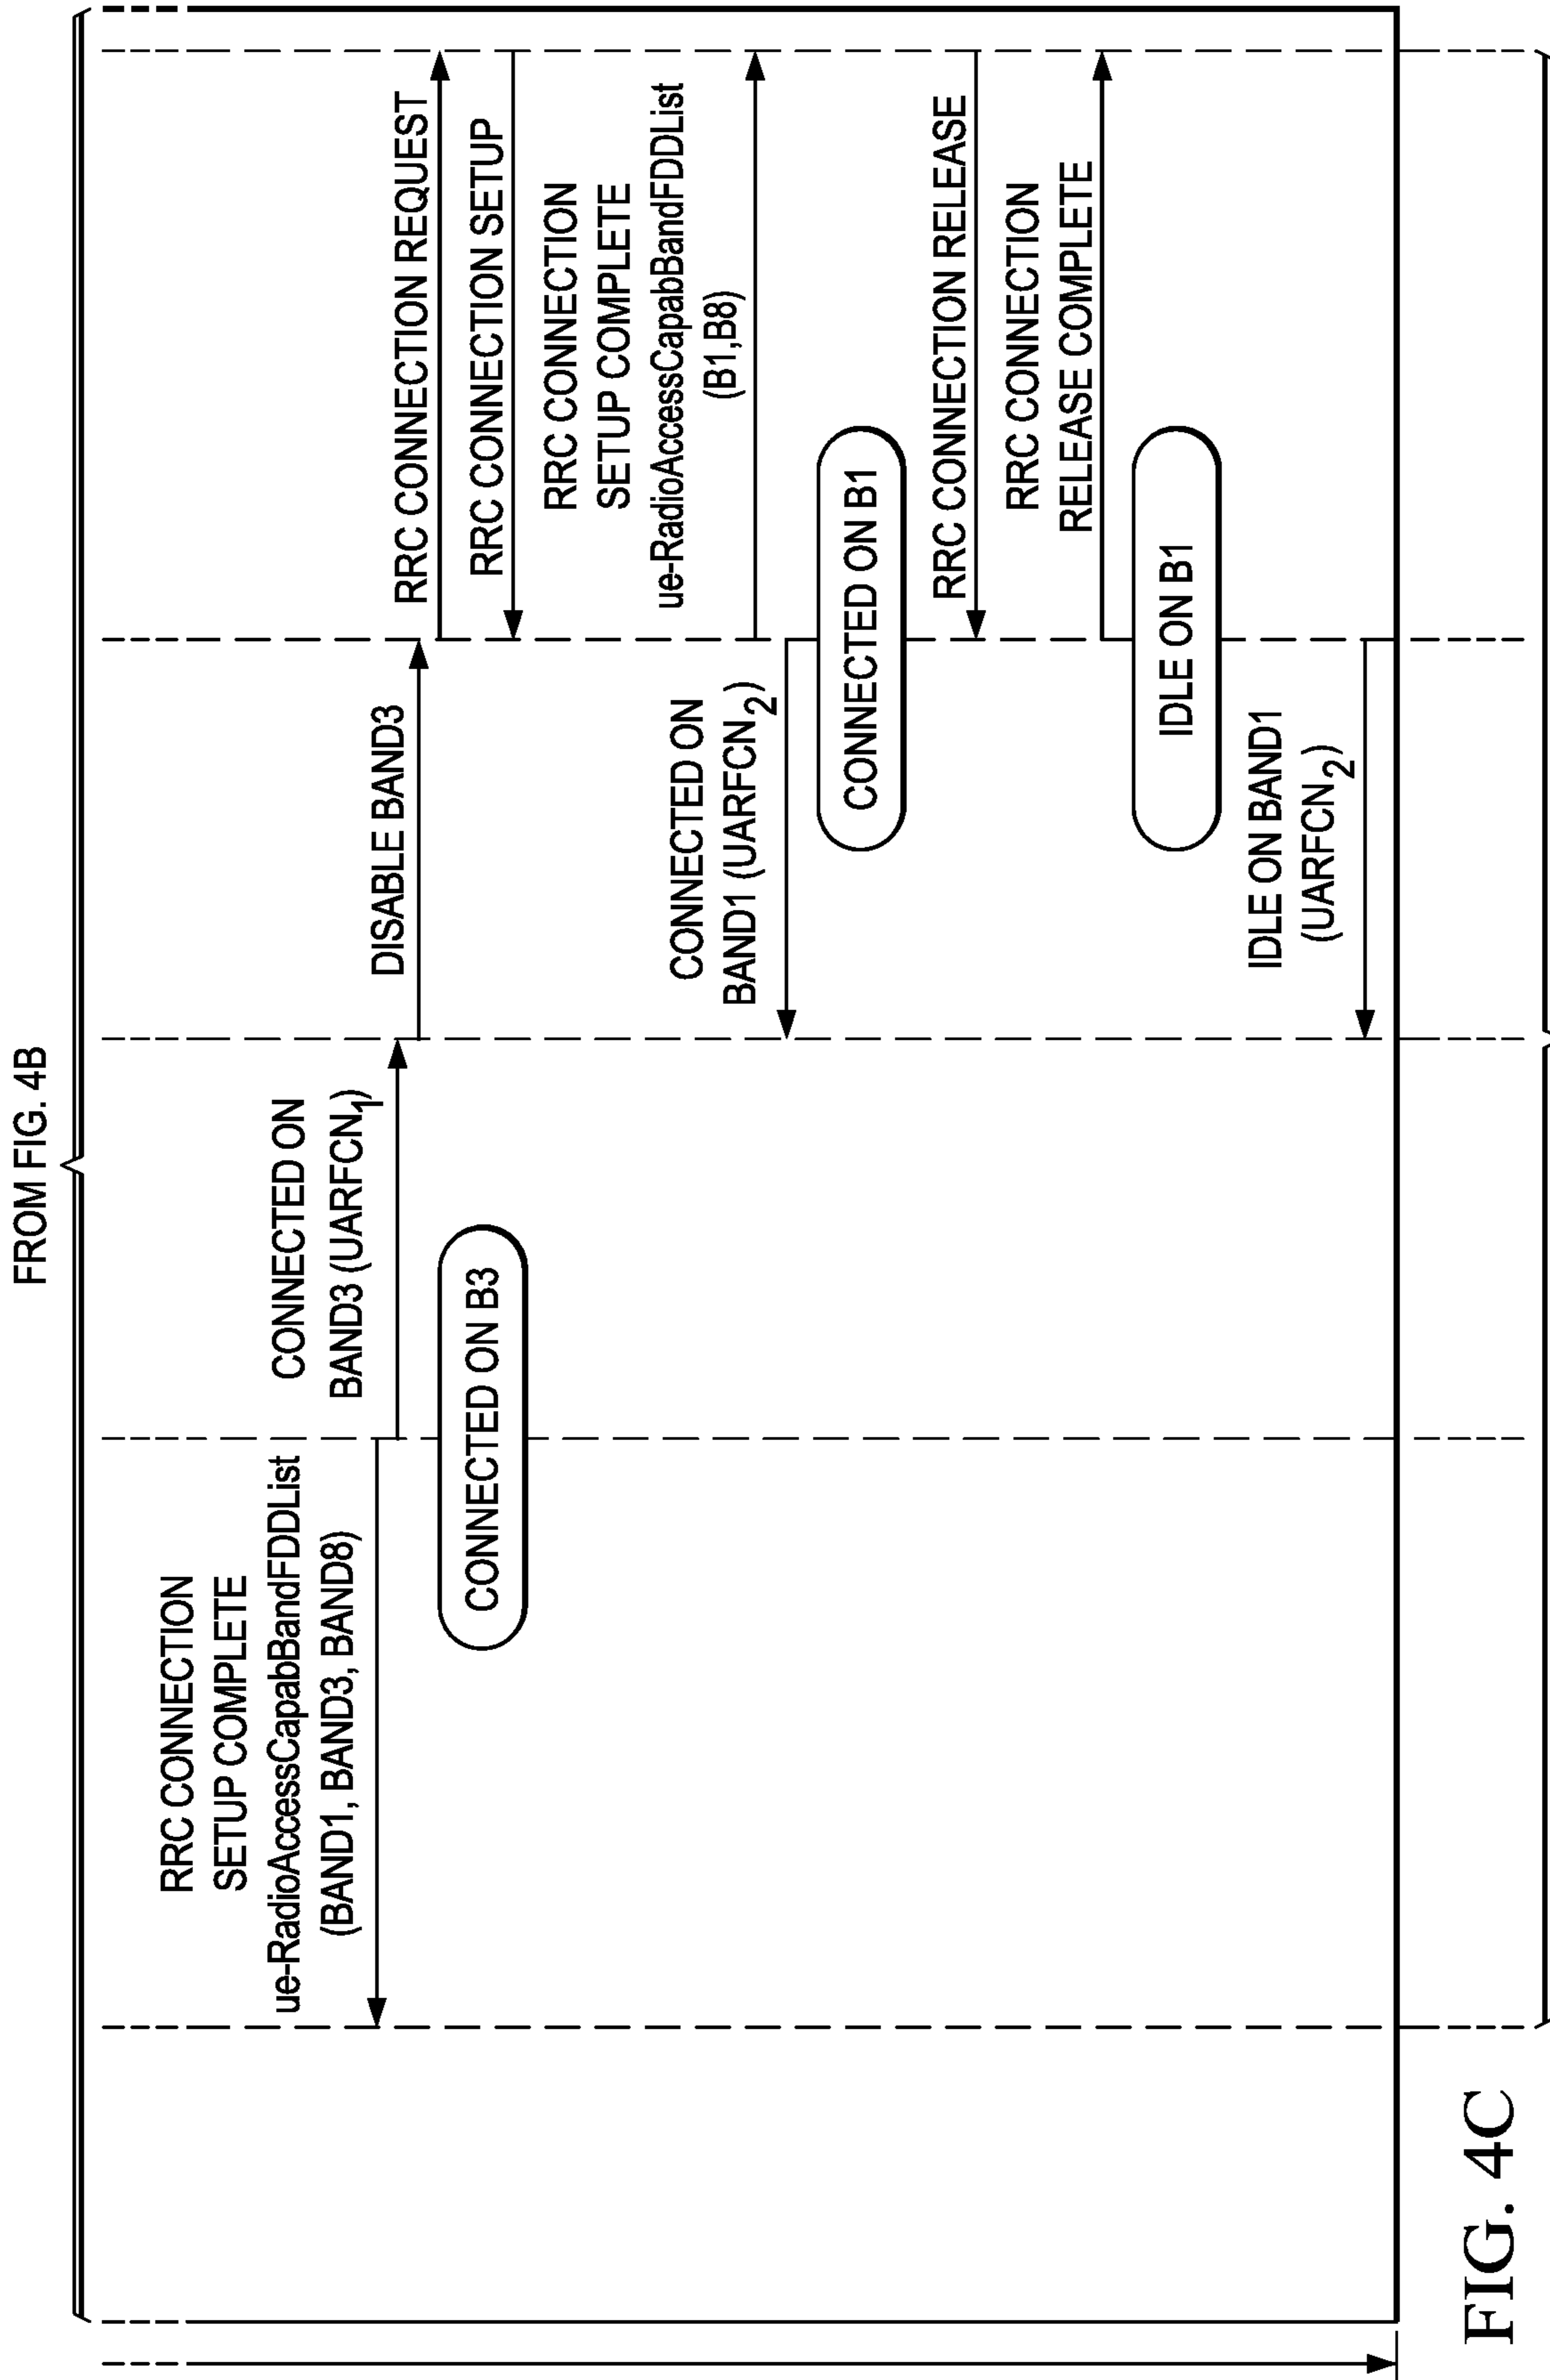 FROM FIG. 4B
RRC CONNECTION
SETUP COMPLETE
ue-RadioAccessCapabBandFDDList
(BAND1, BAND3, BAND8)
CONNECTED ON
BAND3 (UARFCN1)
CONNECTED ON B3
DISABLE BAND3
RRC CONNECTION REQUEST
RRC CONNECTION SETUP
RRC CONNECTION
SETUP COMPLETE
ue-RadioAccessCapabBandFDDList
(B1,B8)
CONNECTED ON
BAND1 (UARFCN2)
CONNECTED ON B1
RRC CONNECTION RELEASE
RRC CONNECTION
RELEASE COMPLETE
IDLE ON B1
IDLE ON BAND1
(UARFCN2)
FIG. 4C